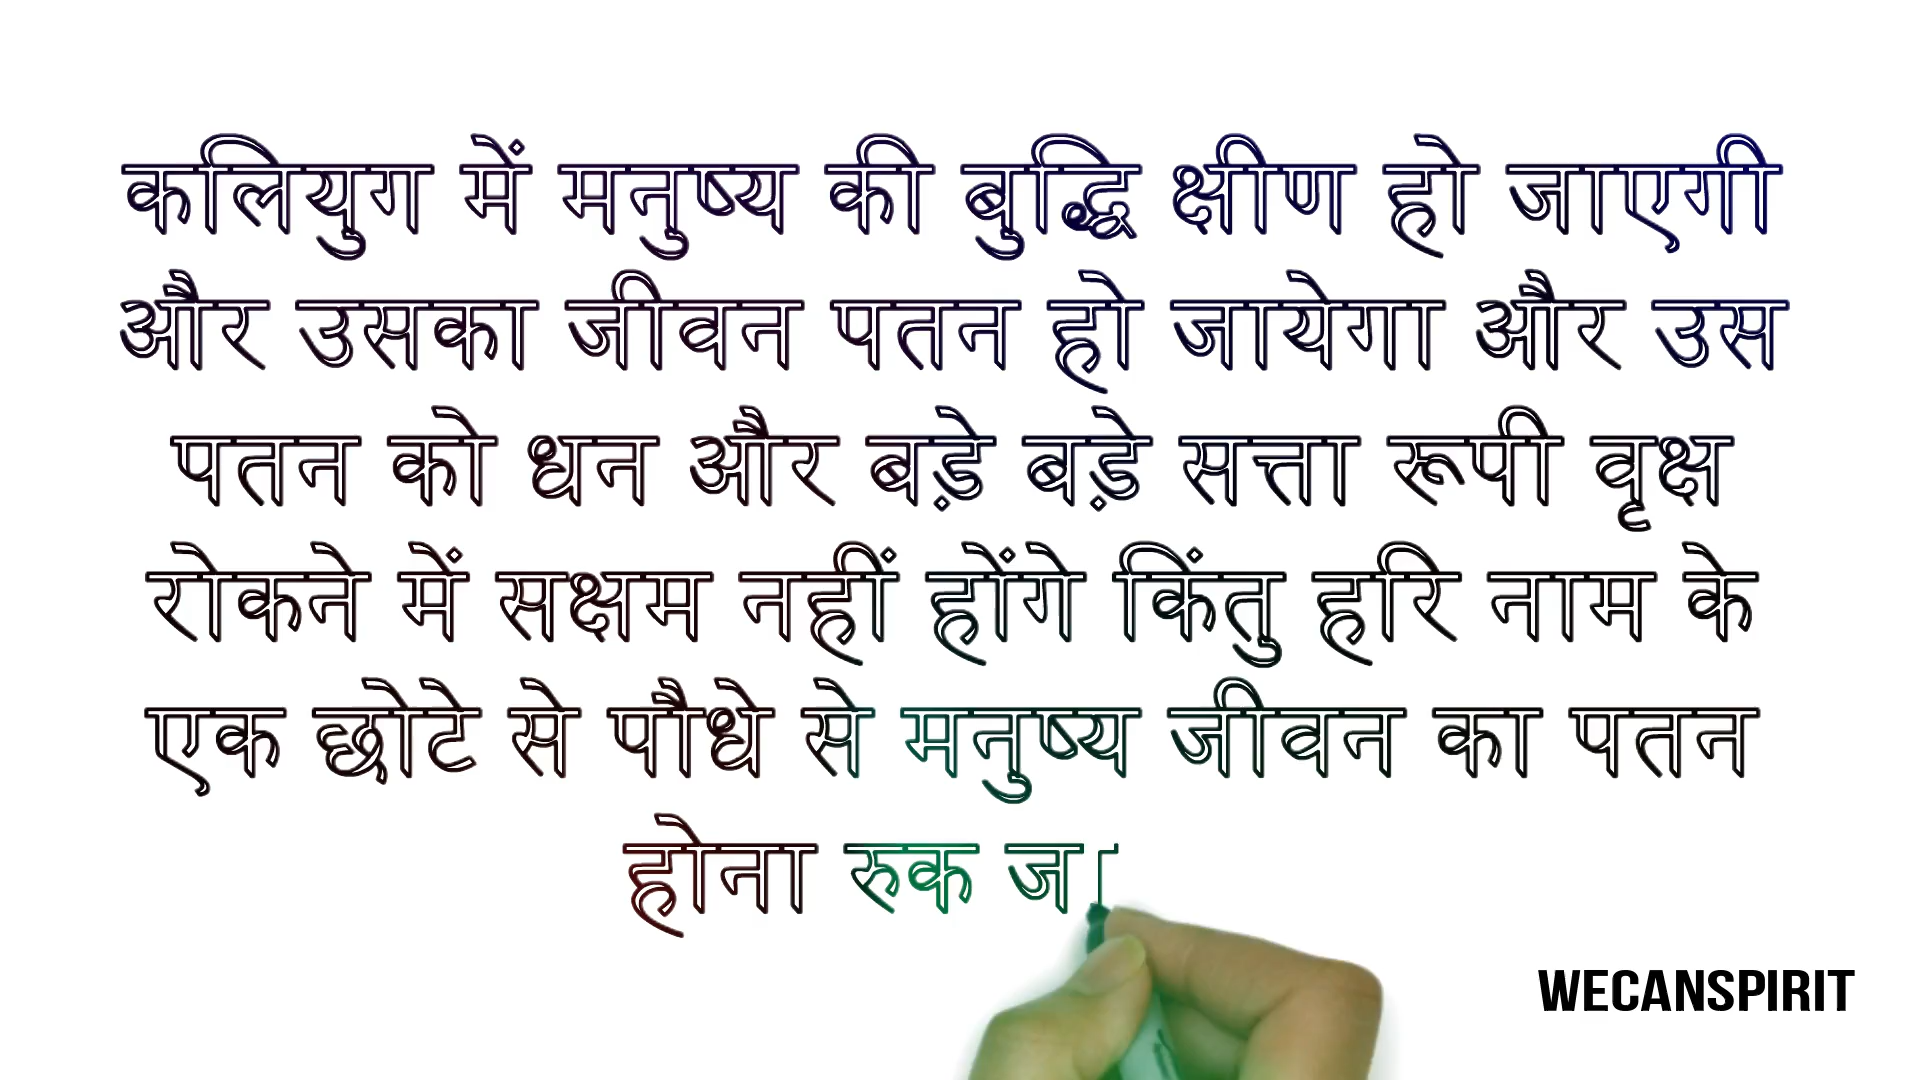 कलियुग में मनुष्य की बुद्धि क्षीण हो जाएगी
और उसका जीवन पतन हो जायेगा और उस
पतन को धन और बड़े बड़े सत्ता रूपी वृक्ष
रोकने में सक्षम नहीं होंगे किंतु हरि नाम के
एक छोटे से पौधे से मनुष्य जीवन का पतन
होना रुक जा
WECANSPIRIT